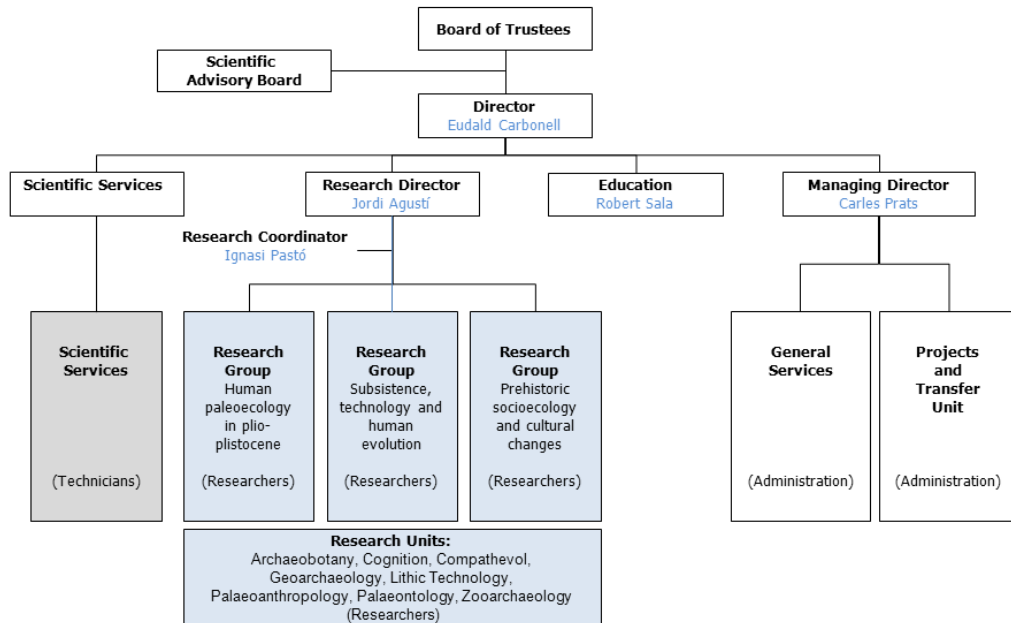 Board of Trustees
Scientific
Advisory Board
Director
Eudald Carbonell
Scientific Services
Research Director
Jordi Agustí
Education
Robert Sala
Managing Director
Carles Prats
Research Coordinator
Ignasi Pastó
Scientific
Services
(Technicians)
Research
Group
Human
paleoecology
in plio-
plistocene
(Researchers)
Research
Group
Subsistence,
technology and
human
evolution
(Researchers)
Research
Group
Prehistoric
socioecology
and cultural
changes
(Researchers)
General
Services
(Administration)
Projects
and
Transfer
Unit
(Administration)
Research Units:
Archaeobotany, Cognition, Compathevol,
Geoarchaeology, Lithic Technology,
Palaeoanthropology, Palaeontology, Zooarchaeology
(Researchers)